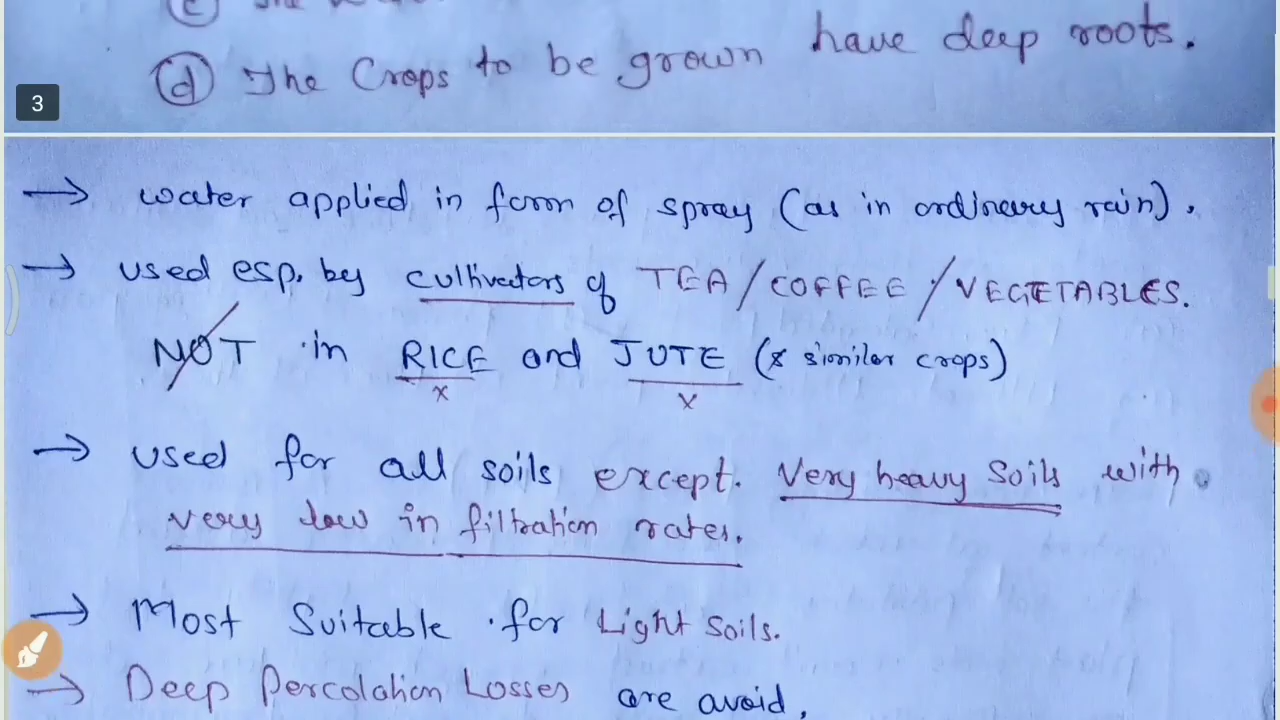 (d) The Crops to be grown have deep roots.
3
→ water applied in form of spray (as in ordinary rain).
→ used esp. by cultivators of TEA/COFFEE/VEGETABLES.
NOT in RICE and JUTE (& similar crops)
x x
→ used for all soils except. Very heavy Soils with
very low in filtration rates.
→ Most Suitable for Light Soils.
→ Deep Percolation Losses are avoid.